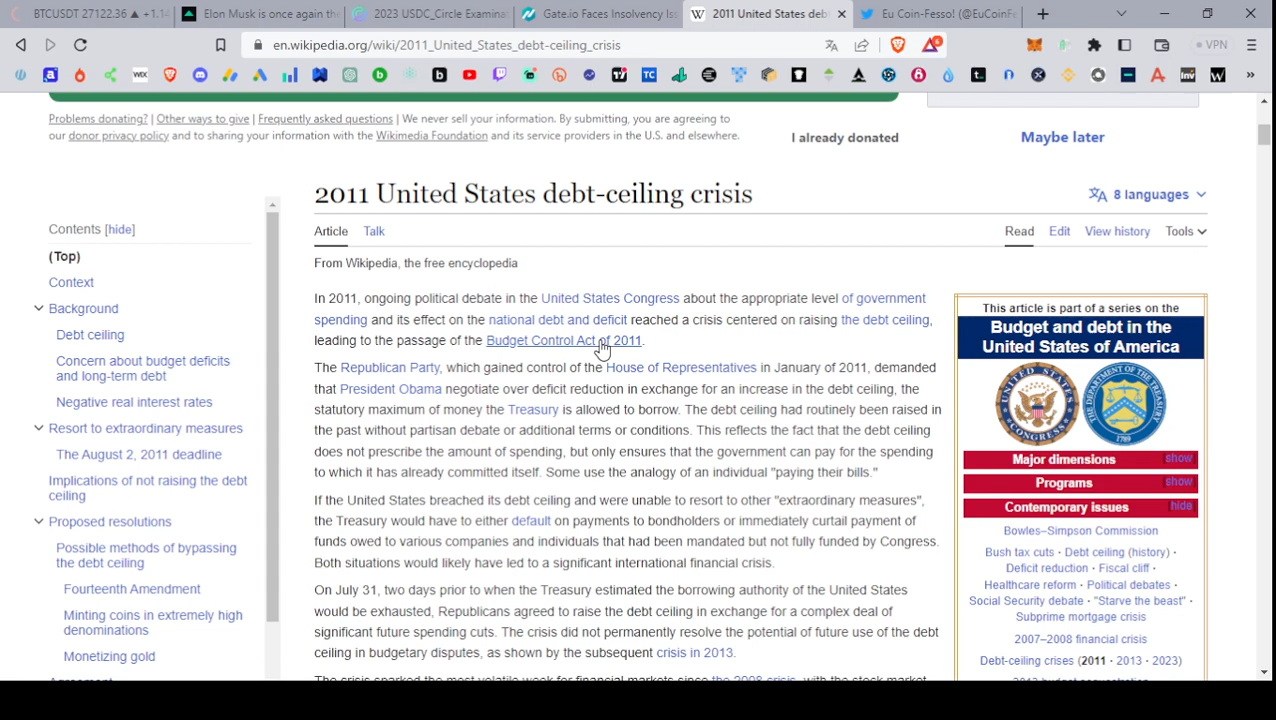 BTCUSDT 27122.36 ▲ +1.14
Elon Musk is once again the
2023 USDC_Circle Examina
Gate.io Faces Insolvency Iss
2011 United States deb
Eu Coin-Fesso! (@EuCoinF
en.wikipedia.org/wiki/2011_United_States_debt-ceiling_crisis
VPN
Problems donating? | Other ways to give | Frequently asked questions | We never sell your information. By submitting, you are agreeing to
our donor privacy policy and to sharing your information with the Wikimedia Foundation and its service providers in the U.S. and elsewhere.
I already donated
Maybe later
2011 United States debt-ceiling crisis
8 languages
Contents [hide]
(Top)
Context
Background
Debt ceiling
Concern about budget deficits
and long-term debt
Negative real interest rates
Resort to extraordinary measures
The August 2, 2011 deadline
Implications of not raising the debt
ceiling
Proposed resolutions
Possible methods of bypassing
the debt ceiling
Fourteenth Amendment
Minting coins in extremely high
denominations
Monetizing gold
Article Talk
Read Edit View history Tools
From Wikipedia, the free encyclopedia
In 2011, ongoing political debate in the United States Congress about the appropriate level of government
spending and its effect on the national debt and deficit reached a crisis centered on raising the debt ceiling,
leading to the passage of the Budget Control Act of 2011.
The Republican Party, which gained control of the House of Representatives in January of 2011, demanded
that President Obama negotiate over deficit reduction in exchange for an increase in the debt ceiling, the
statutory maximum of money the Treasury is allowed to borrow. The debt ceiling had routinely been raised in
the past without partisan debate or additional terms or conditions. This reflects the fact that the debt ceiling
does not prescribe the amount of spending, but only ensures that the government can pay for the spending
to which it has already committed itself. Some use the analogy of an individual "paying their bills."
If the United States breached its debt ceiling and were unable to resort to other "extraordinary measures",
the Treasury would have to either default on payments to bondholders or immediately curtail payment of
funds owed to various companies and individuals that had been mandated but not fully funded by Congress.
Both situations would likely have led to a significant international financial crisis.
On July 31, two days prior to when the Treasury estimated the borrowing authority of the United States
would be exhausted, Republicans agreed to raise the debt ceiling in exchange for a complex deal of
significant future spending cuts. The crisis did not permanently resolve the potential of future use of the debt
ceiling in budgetary disputes, as shown by the subsequent crisis in 2013.
The crisis sparked the most volatile week for financial markets since the 2008 crisis, with the stock market
This article is part of a series on the
Budget and debt in the
United States of America
Major dimensions show
Programs show
Contemporary issues hide
Bowles–Simpson Commission
Bush tax cuts · Debt ceiling (history) ·
Deficit reduction · Fiscal cliff ·
Healthcare reform · Political debates ·
Social Security debate · "Starve the beast" ·
Subprime mortgage crisis
2007–2008 financial crisis
Debt-ceiling crises (2011 · 2013 · 2023)
2013 budget sequestration